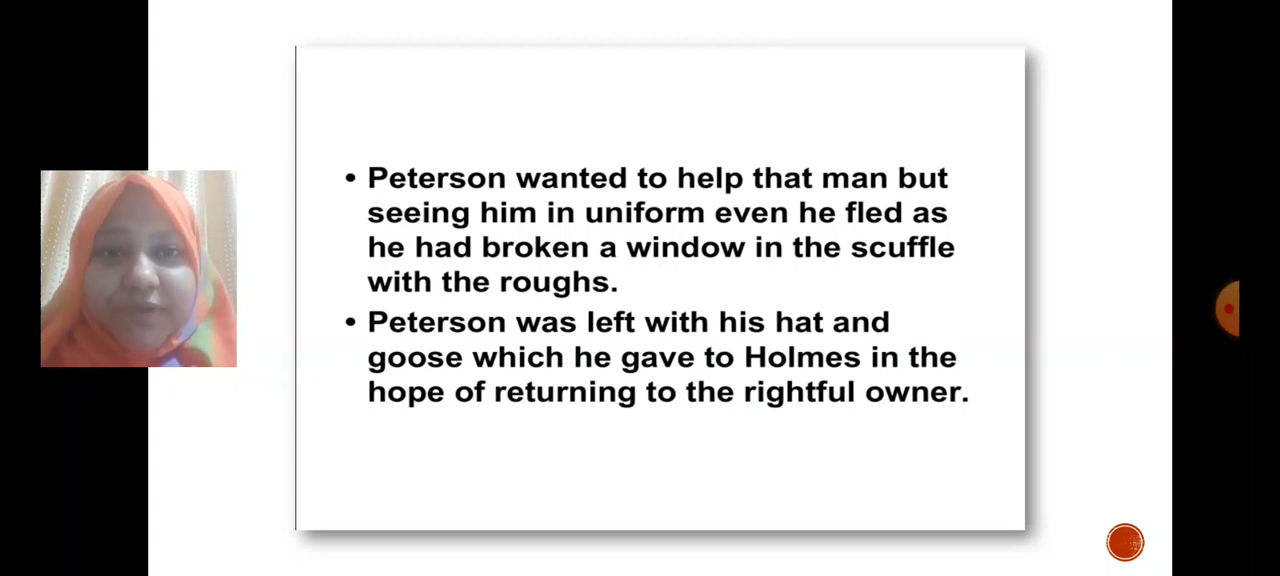 • Peterson wanted to help that man but
seeing him in uniform even he fled as
he had broken a window in the scuffle
with the roughs.
• Peterson was left with his hat and
goose which he gave to Holmes in the
hope of returning to the rightful owner.